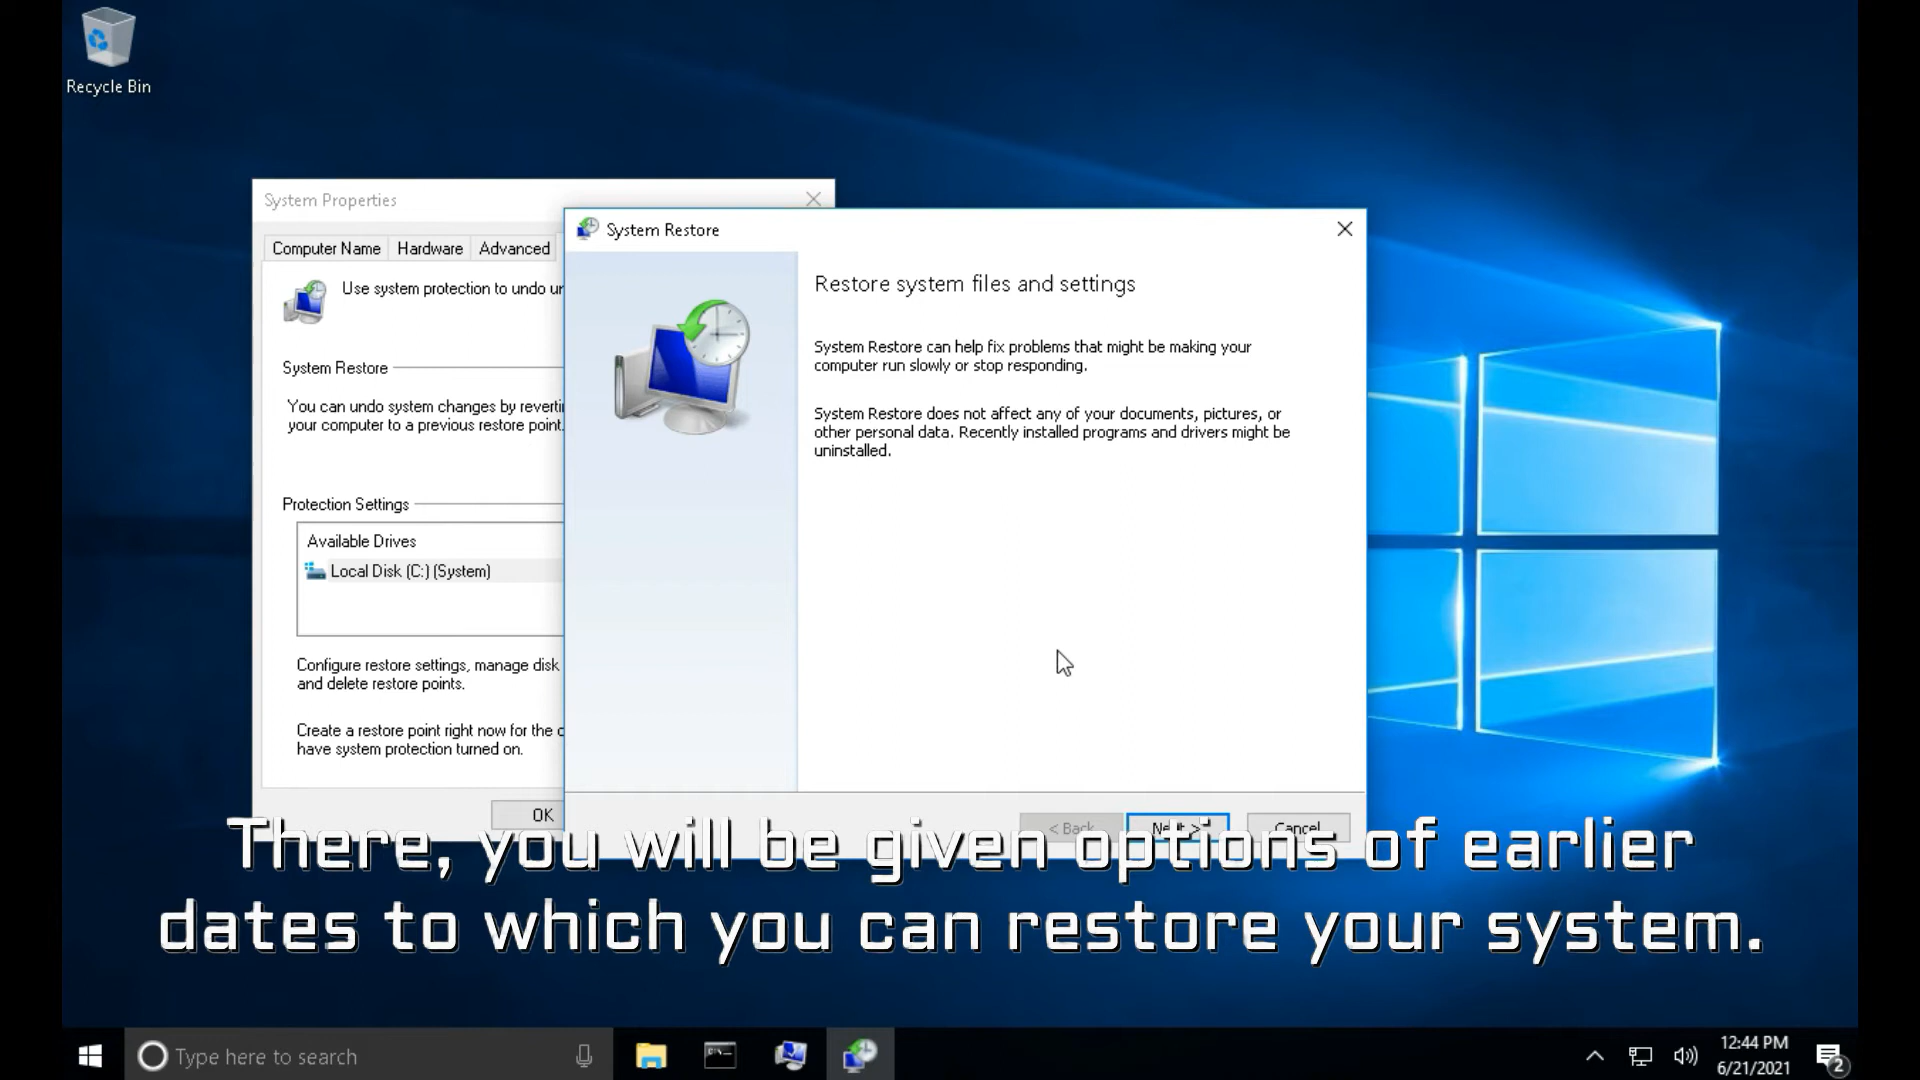 Recycle Bin
System Properties
Computer Name
Hardware
Advanced
Use system protection to undo
System Restore
You can undo system changes by
your computer to a previous restore point.
Protection Settings
Available Drives
Local Disk (C:) (System)
Configure restore settings, manage disk
and delete restore points.
Create a restore point right now for the
have system protection turned on.
OK
System Restore
Restore system files and settings
System Restore can help fix problems that might be making your
computer run slowly or stop responding.
System Restore does not affect any of your documents, pictures, or
other personal data. Recently installed programs and drivers might be
uninstalled.
< Back
Next >
Cancel
There, you will be given options of earlier
dates to which you can restore your system.
Type here to search
12:44 PM
6/21/2021
2